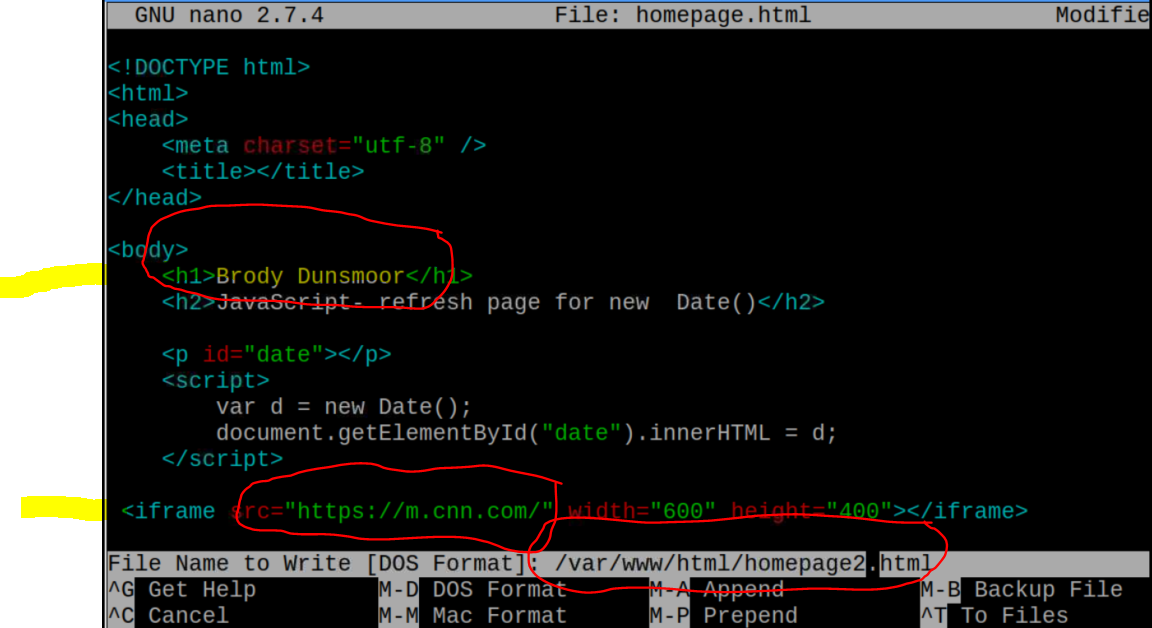 GNU nano 2.7.4 File: homepage.html Modifie
<!DOCTYPE html>
<html>
<head>
<meta charset="utf-8" />
<title></title>
</head>
<body>
<h1>Brody Dunsmoor</h1>
<h2>JavaScript- refresh page for new  Date()</h2>
<p id="date"></p>
<script>
var d = new Date();
document.getElementById("date").innerHTML = d;
</script>
<iframe src="https://m.cnn.com/" width="600" height="400"></iframe>
File Name to Write [DOS Format]: /var/www/html/homepage2.html
^G Get Help M-D DOS Format M-A Append M-B Backup File
^C Cancel M-M Mac Format M-P Prepend ^T To Files